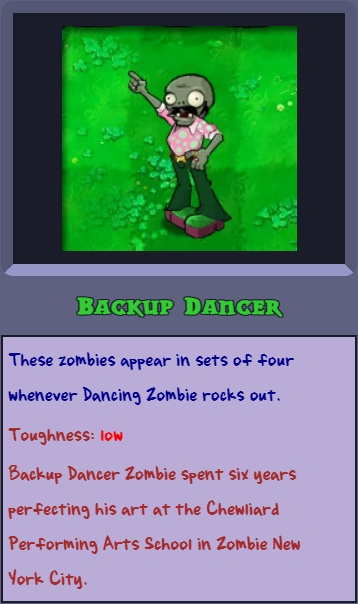 Backup Dancer
These zombies appear in sets of four
whenever Dancing Zombie rocks out.
Toughness: low
Backup Dancer Zombie spent six years
perfecting his art at the Chewliard
Performing Arts School in Zombie New
York City.